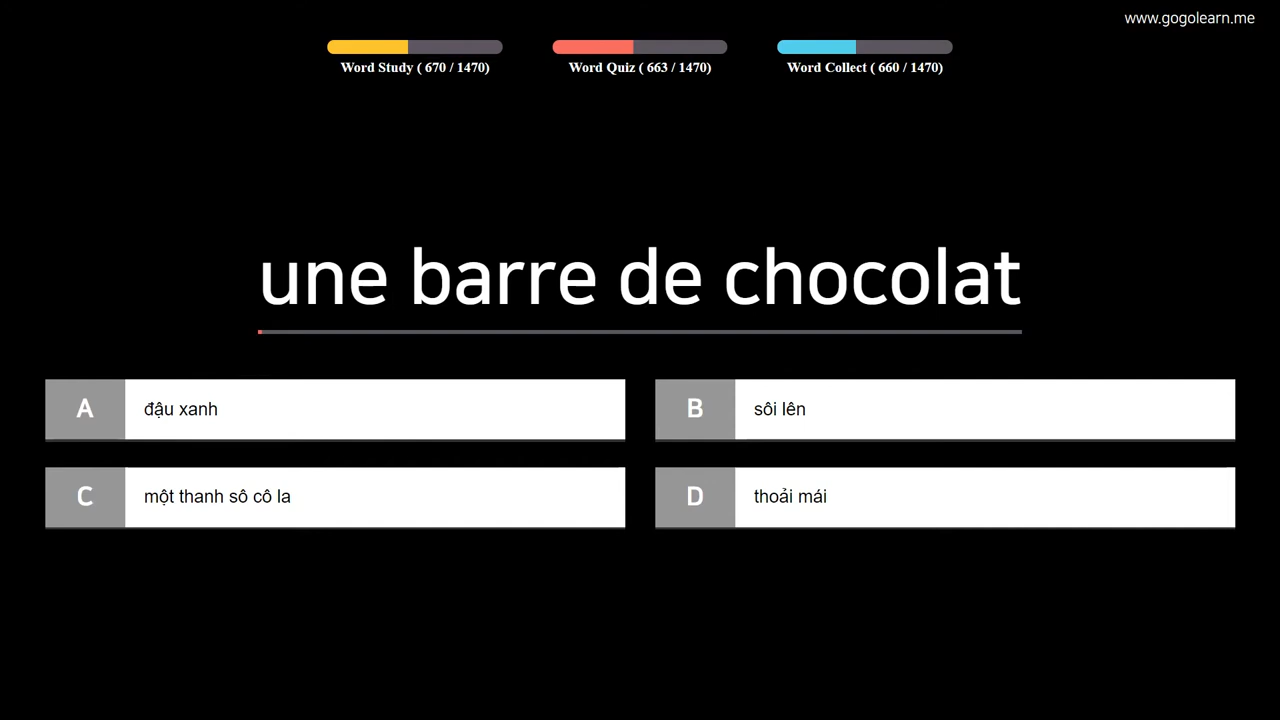 www.gogolearn.me
Word Study ( 670 / 1470)
Word Quiz ( 663 / 1470)
Word Collect ( 660 / 1470)
une barre de chocolat
A đậu xanh
B sôi lên
C một thanh sô cô la
D thoải mái